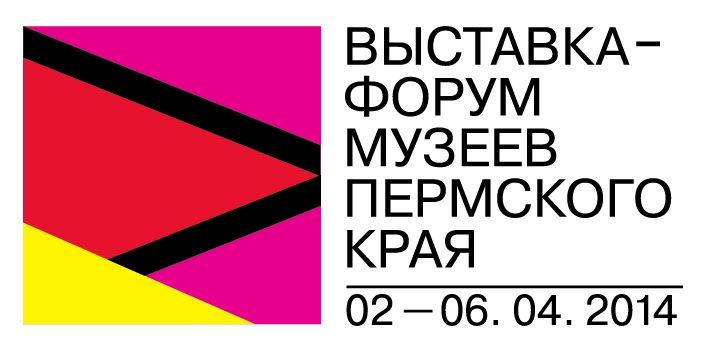 ВЫСТАВКА–
ФОРУМ
МУЗЕЕВ
ПЕРМСКОГО
КРАЯ
02 — 06. 04. 2014